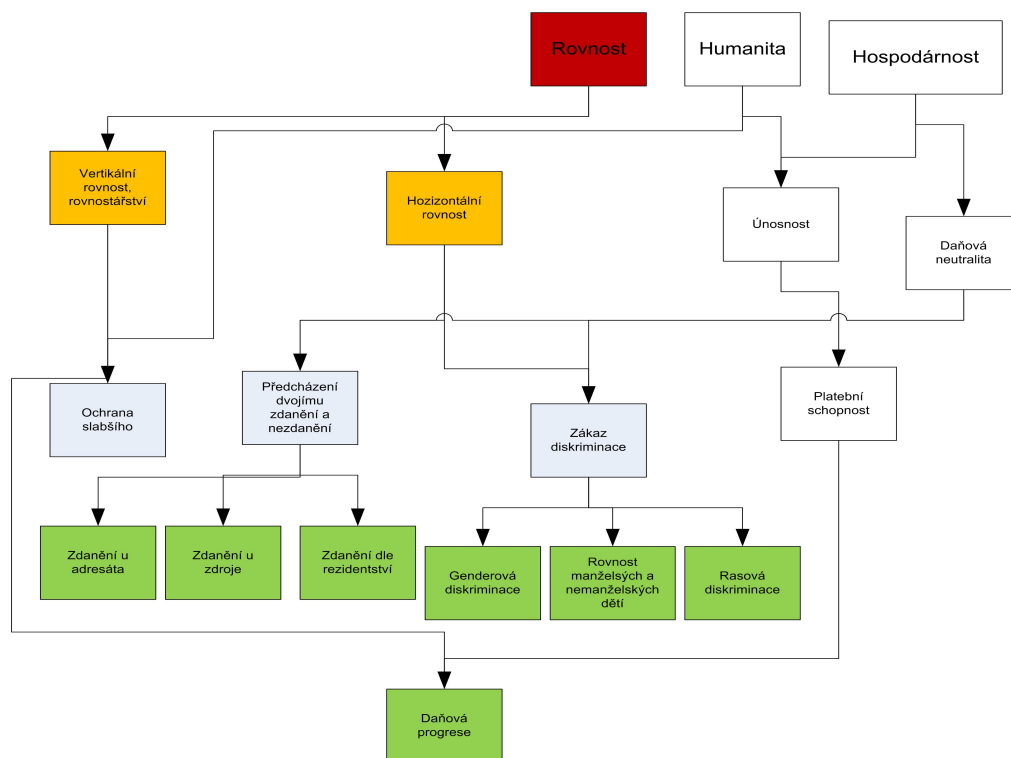 Rovnost
Humanita
Hospodárnost
Vertikální
rovnost,
rovnostářství
Hozizontální
rovnost
Únosnost
Daňová
neutralita
Ochrana
slabšího
Předcházení
dvojímu
zdanění a
nezdanění
Zákaz
diskriminace
Platební
schopnost
Zdanění u
adresáta
Zdanění u
zdroje
Zdanění dle
rezidentství
Genderová
diskriminace
Rovnost
manželsých a
nemanželských
dětí
Rasová
diskriminace
Daňová
progrese